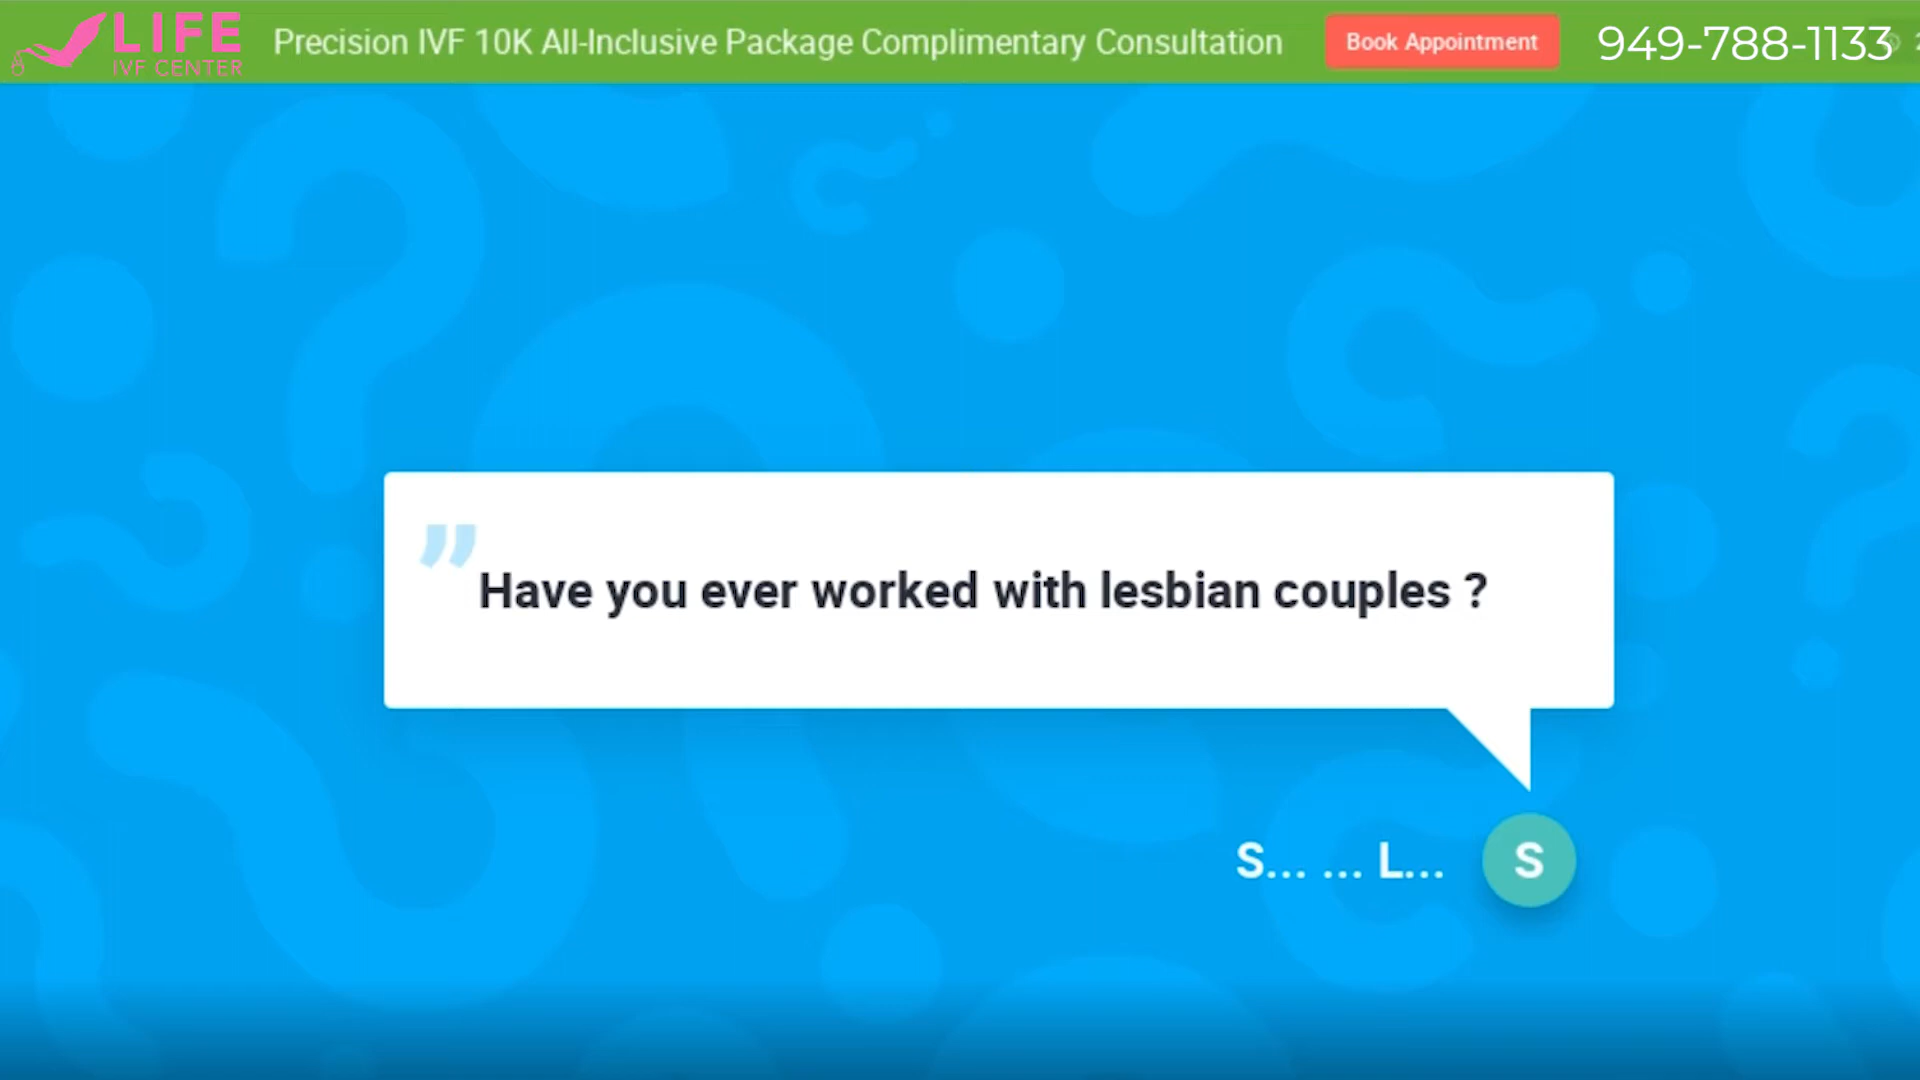 LIFE
IVF CENTER
Precision IVF 10K All-Inclusive Package Complimentary Consultation
Book Appointment
949-788-1133
" Have you ever worked with lesbian couples ?
S... ... L...
S